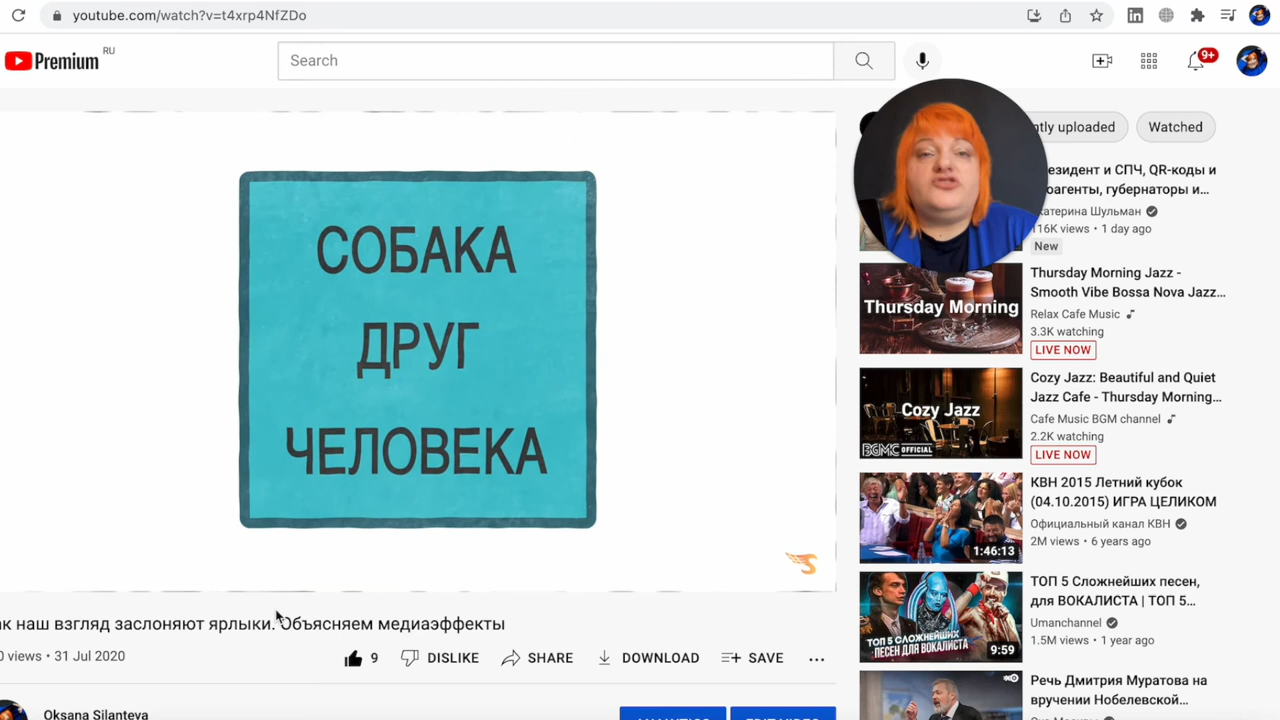 youtube.com/watch?v=t4xrp4NfZDo
Premium RU
Search
9+
uploaded
Watched
СОБАКА
ДРУГ
ЧЕЛОВЕКА
наш взгляд заслоняют ярлыки. Объясняем медиаэффекты
views • 31 Jul 2020
9
DISLIKE
SHARE
DOWNLOAD
SAVE
Oksana Silanteva
и СПЧ, QR-коды и
губернаторы и...
Шульман
116K views • 1 day ago
New
Thursday Morning
Thursday Morning Jazz -
Smooth Vibe Bossa Nova Jazz...
Relax Cafe Music
3.3K watching
LIVE NOW
Cozy Jazz
BGMC OFFICIAL
Cozy Jazz: Beautiful and Quiet
Jazz Cafe - Thursday Morning...
Cafe Music BGM channel
2.2K watching
LIVE NOW
1:46:13
КВН 2015 Летний кубок
(04.10.2015) ИГРА ЦЕЛИКОМ
Официальный канал КВН
2M views • 6 years ago
ТОП 5 СЛОЖНЕЙШИХ
ПЕСЕН ДЛЯ ВОКАЛИСТА
9:59
ТОП 5 Сложнейших песен,
для ВОКАЛИСТА | ТОП 5...
Umanchannel
1.5M views • 1 year ago
Речь Дмитрия Муратова на
вручении Нобелевской...